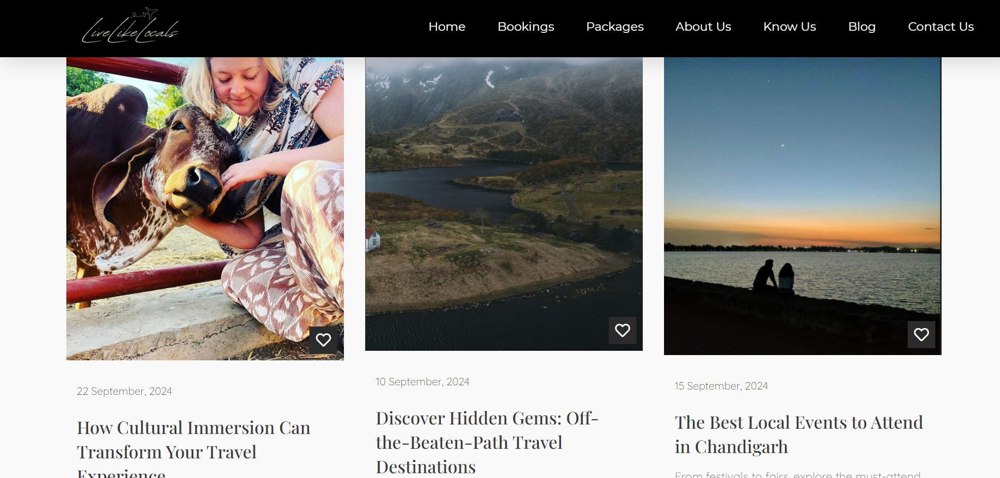 LiveLikeLocals
Home
Bookings
Packages
About Us
Know Us
Blog
Contact Us
22 September, 2024
How Cultural Immersion Can
Transform Your Travel
Experience
10 September, 2024
Discover Hidden Gems: Off-
the-Beaten-Path Travel
Destinations
15 September, 2024
The Best Local Events to Attend
in Chandigarh
From festivals to fairs, explore the must-attend